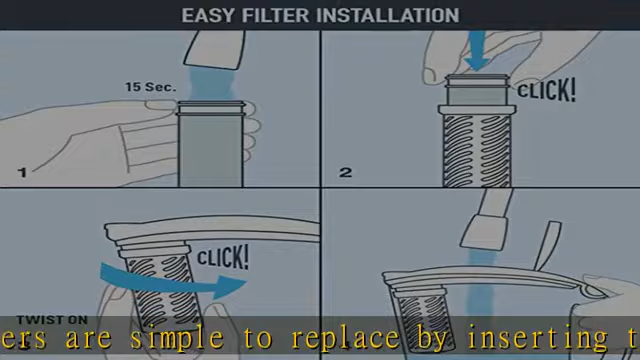 EASY FILTER INSTALLATION
15 Sec.
1
CLICK!
2
CLICK!
TWIST ON
ers are simple to replace by inserting t